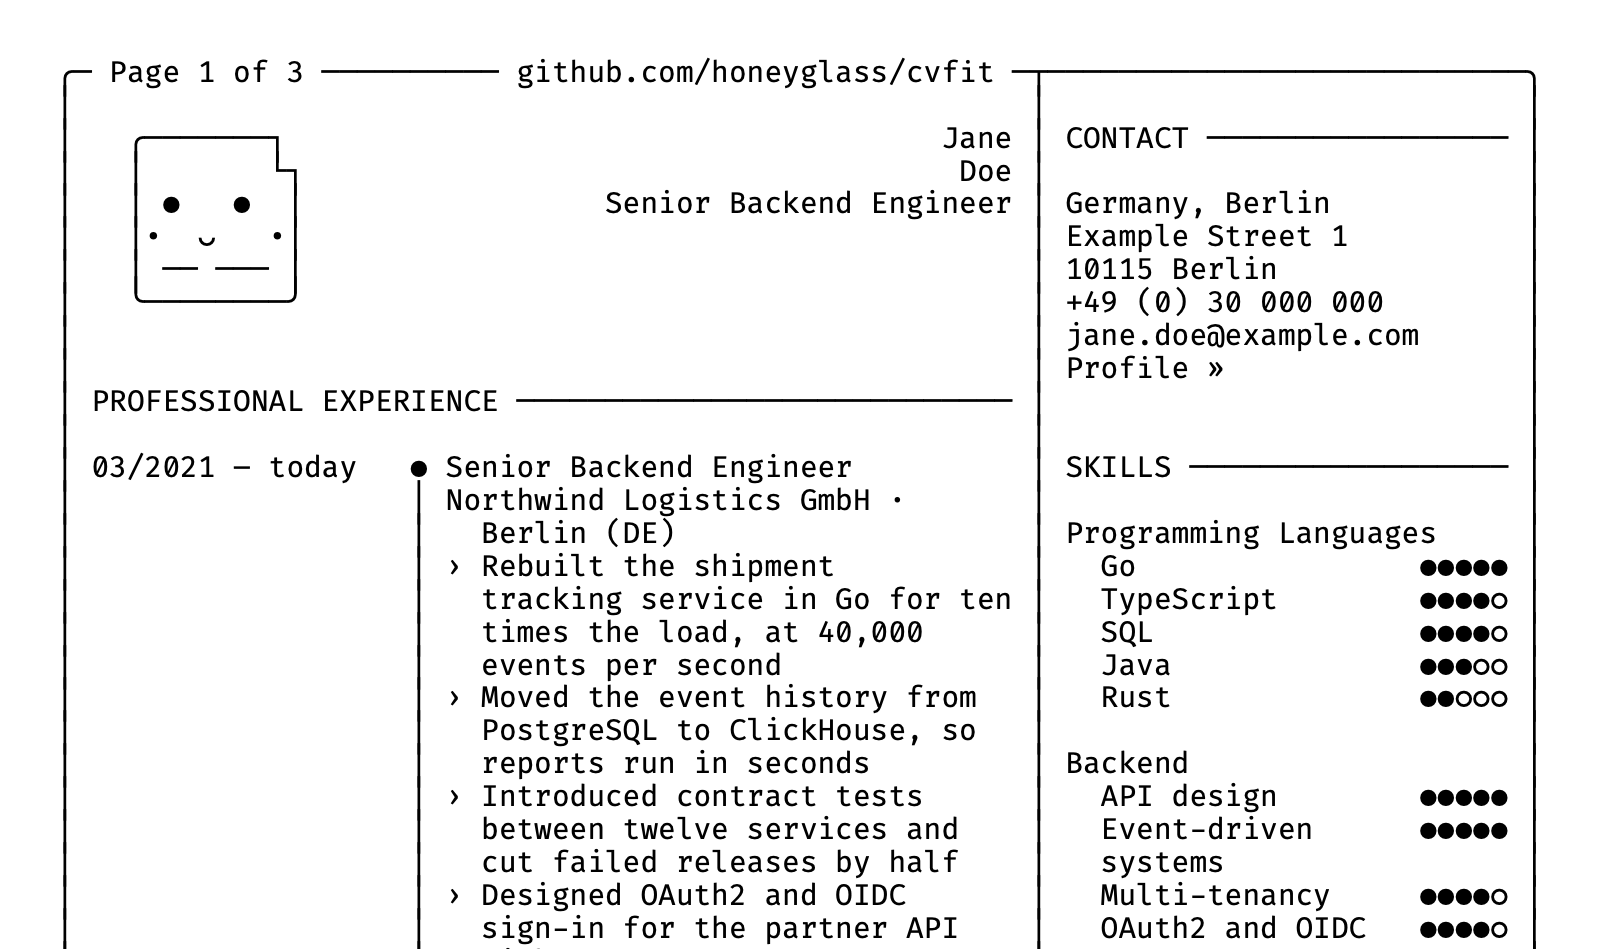 Page 1 of 3
github.com/honeyglass/cvfit
Jane
Doe
Senior Backend Engineer
PROFESSIONAL EXPERIENCE
03/2021 – today
● Senior Backend Engineer
Northwind Logistics GmbH ·
Berlin (DE)
› Rebuilt the shipment
tracking service in Go for ten
times the load, at 40,000
events per second
› Moved the event history from
PostgreSQL to ClickHouse, so
reports run in seconds
› Introduced contract tests
between twelve services and
cut failed releases by half
› Designed OAuth2 and OIDC
sign-in for the partner API
CONTACT
Germany, Berlin
Example Street 1
10115 Berlin
+49 (0) 30 000 000
jane.doe@example.com
Profile »
SKILLS
Programming Languages
Go ●●●●●
TypeScript ●●●●○
SQL ●●●●○
Java ●●●○○
Rust ●●○○○
Backend
API design ●●●●●
Event-driven ●●●●●
systems
Multi-tenancy ●●●●○
OAuth2 and OIDC ●●●●○